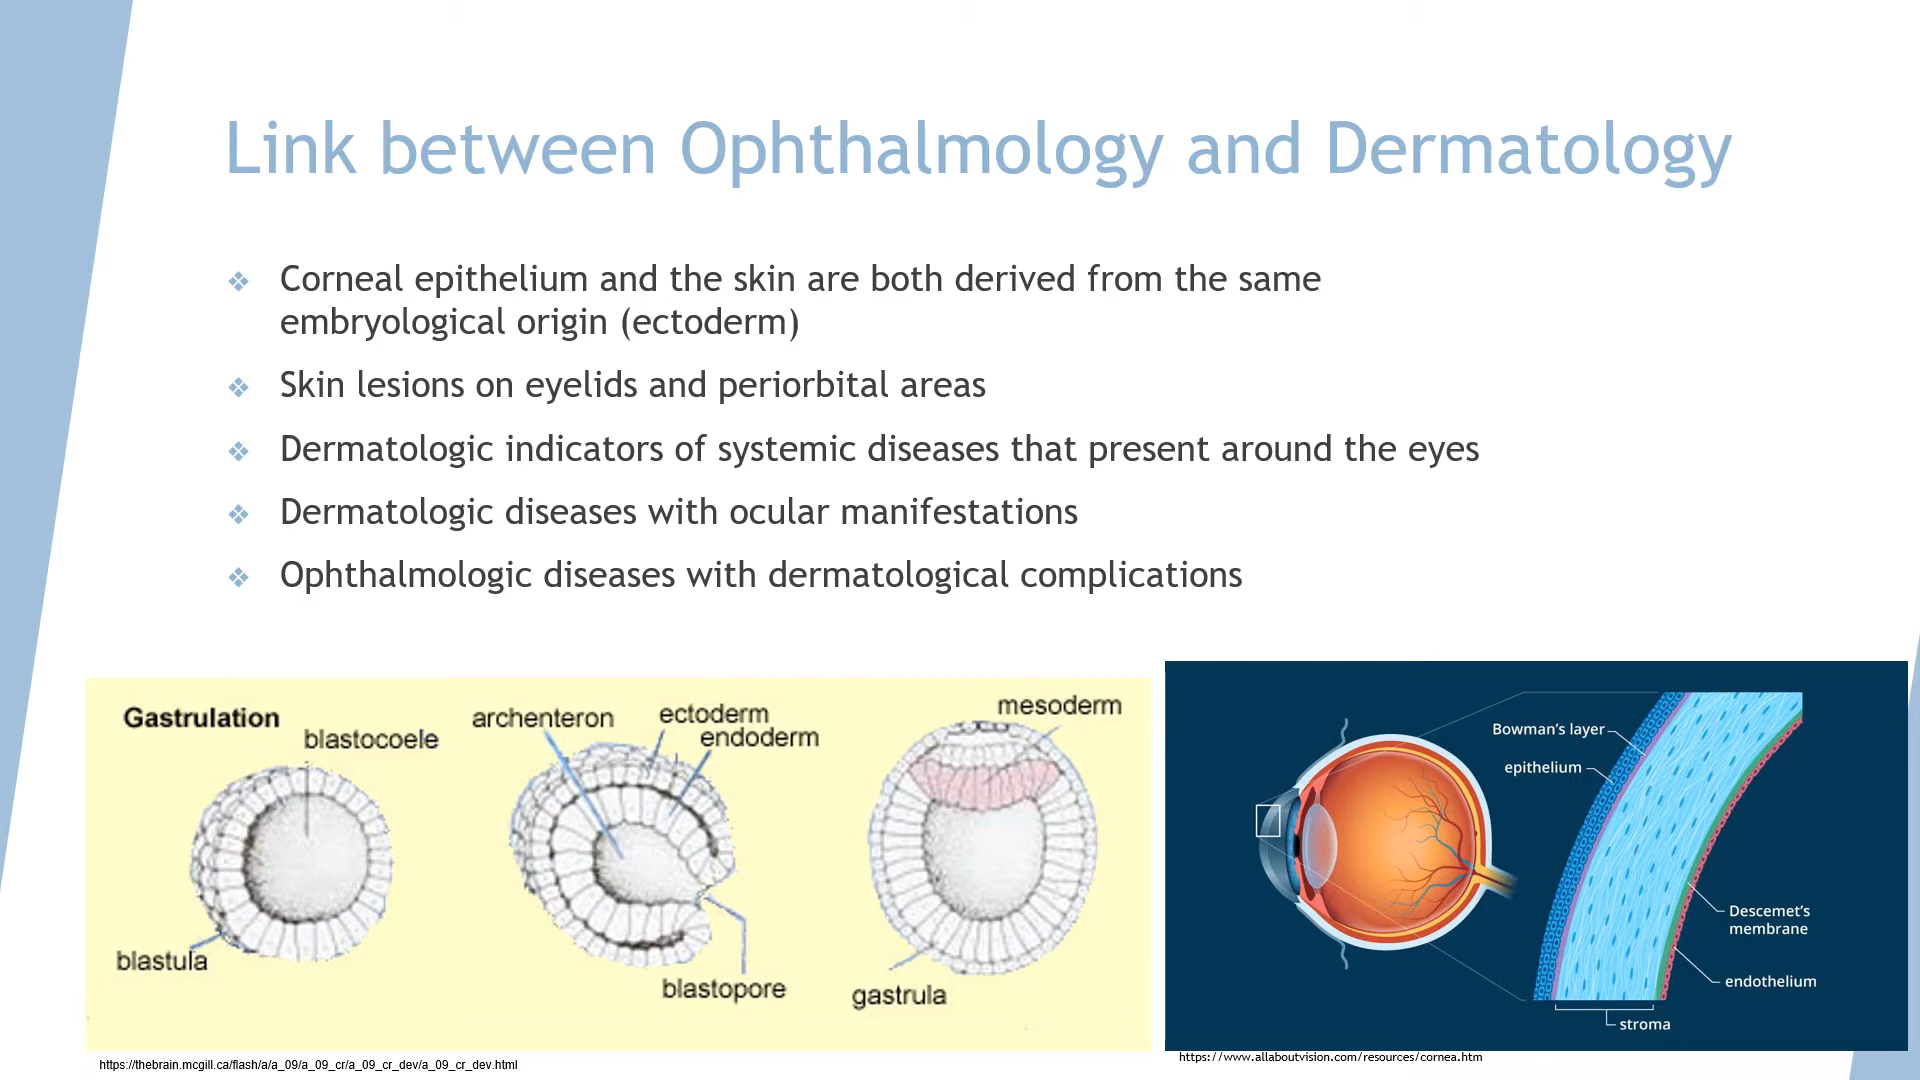 Link between Ophthalmology and Dermatology
Corneal epithelium and the skin are both derived from the same
embryological origin (ectoderm)
Skin lesions on eyelids and periorbital areas
Dermatologic indicators of systemic diseases that present around the eyes
Dermatologic diseases with ocular manifestations
Ophthalmologic diseases with dermatological complications
Gastrulation
blastocoele
blastula
archenteron
ectoderm
endoderm
blastopore
mesoderm
gastrula
https://thebrain.mcgill.ca/flash/a/a_09/a_09_cr/a_09_cr_dev/a_09_cr_dev.html
Bowman's layer
epithelium
Descemet's
membrane
endothelium
stroma
https://www.allaboutvision.com/resources/cornea.htm